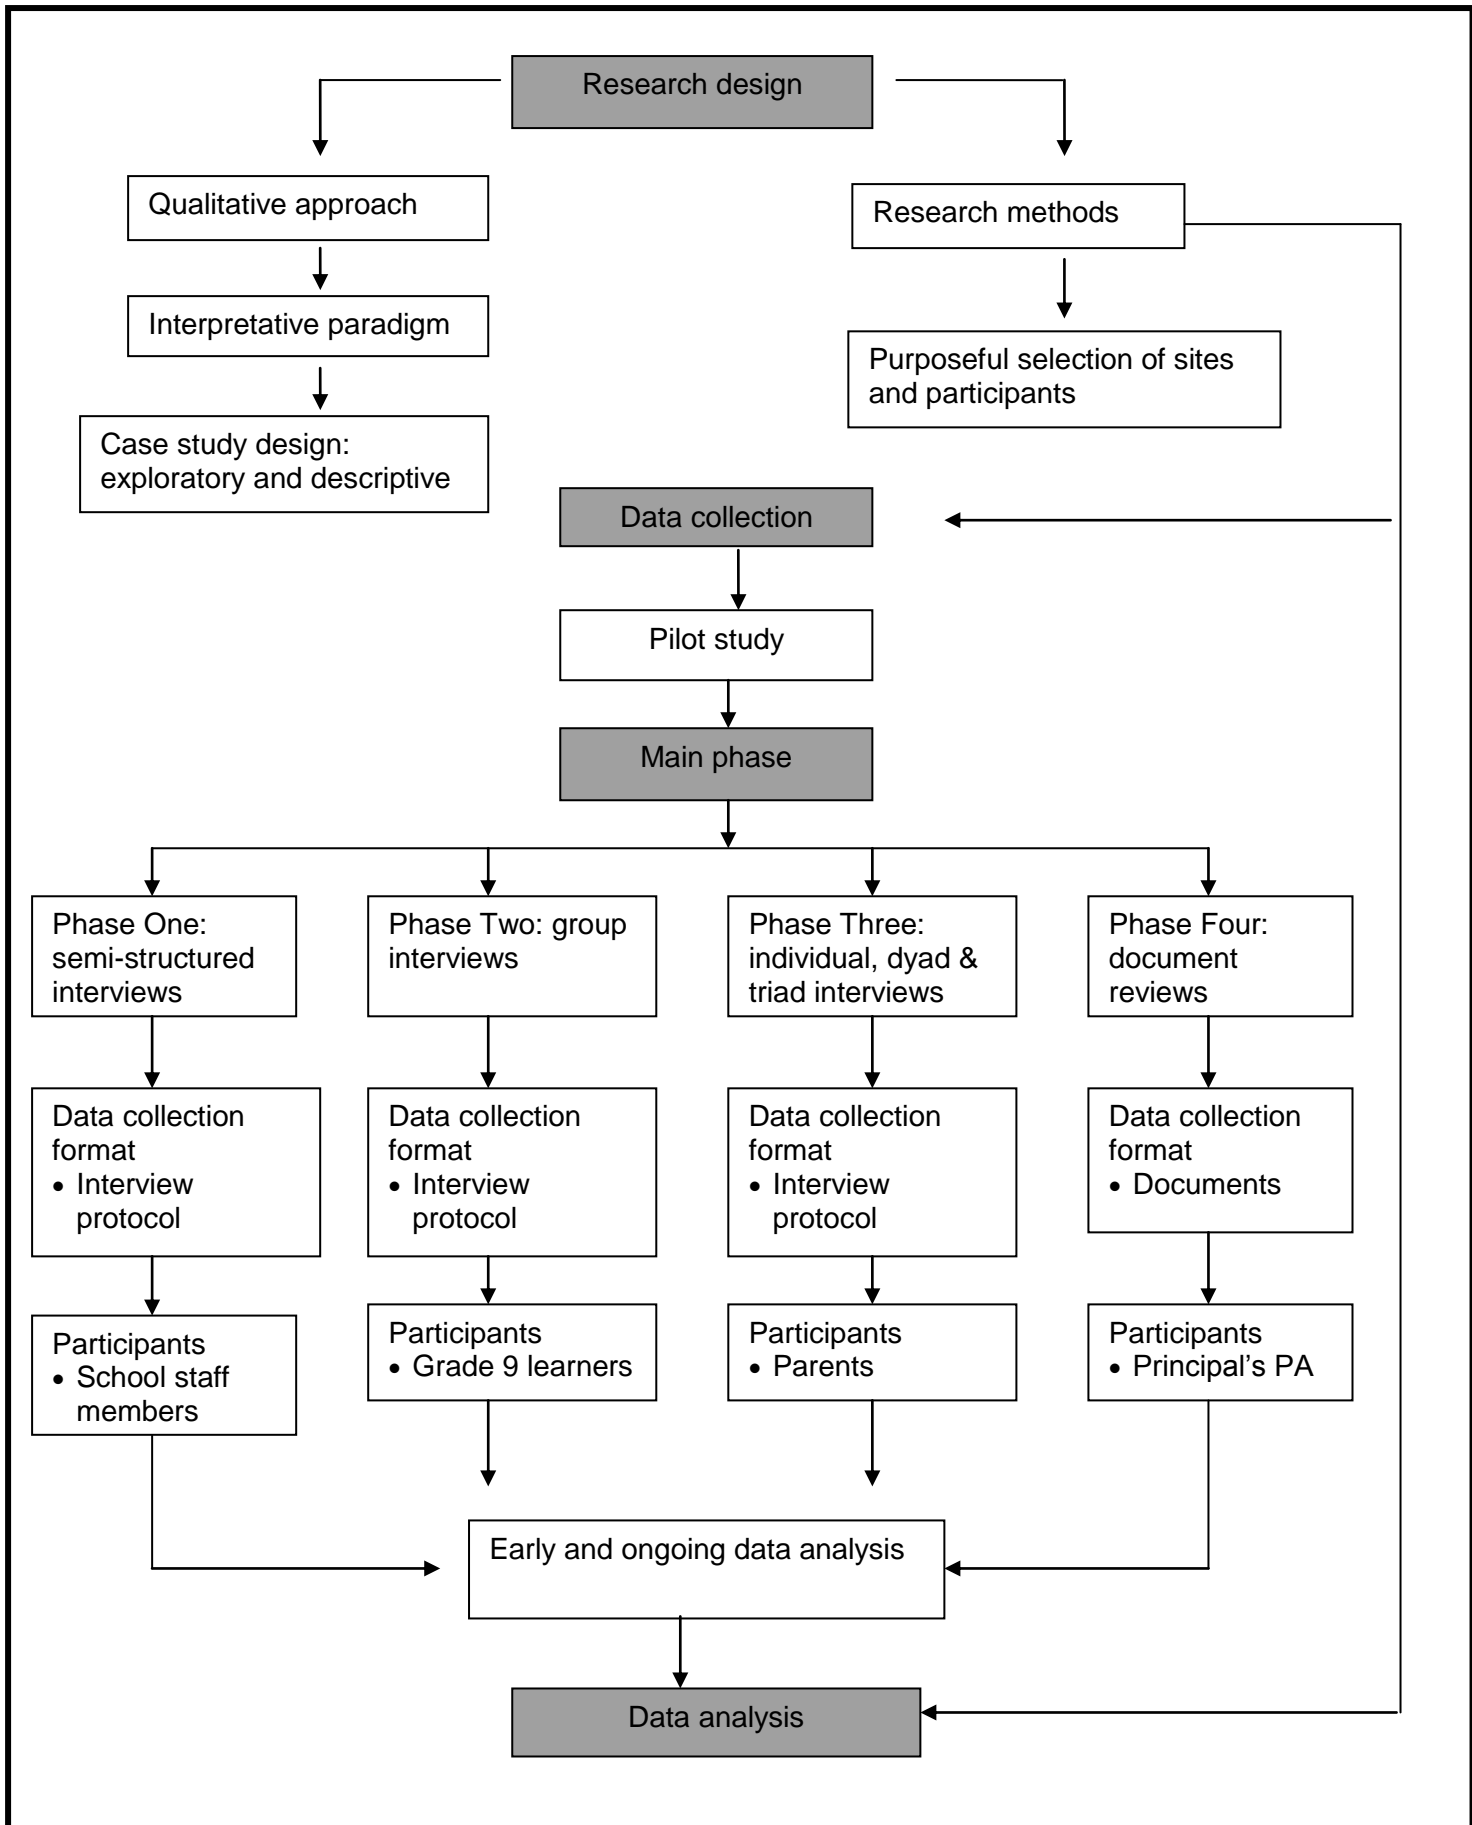 Research design
Qualitative approach
Research methods
Interpretative paradigm
Purposeful selection of sites
and participants
Case study design:
exploratory and descriptive
Data collection
Pilot study
Main phase
Phase One:
semi-structured
interviews
Phase Two: group
interviews
Phase Three:
individual, dyad &
triad interviews
Phase Four:
document
reviews
Data collection
format
• Interview
protocol
Data collection
format
• Interview
protocol
Data collection
format
• Interview
protocol
Data collection
format
• Documents
Participants
• School staff
members
Participants
• Grade 9 learners
Participants
• Parents
Participants
• Principal’s PA
Early and ongoing data analysis
Data analysis